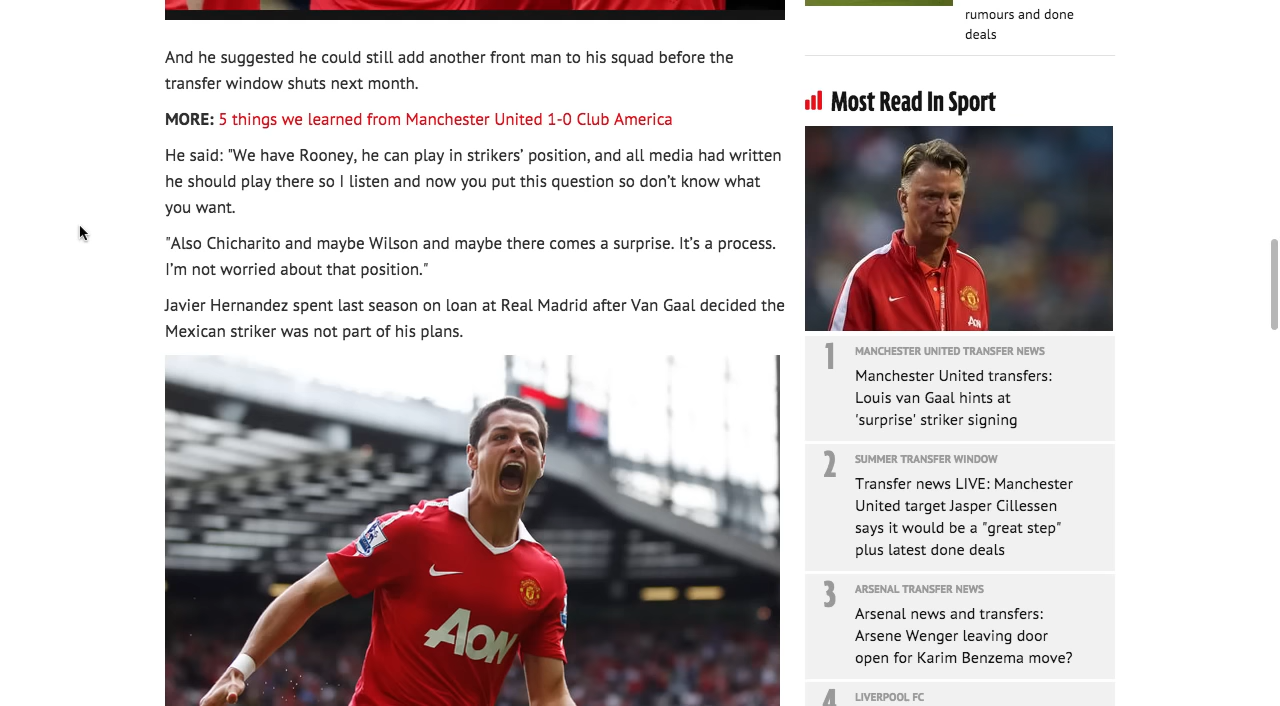 And he suggested he could still add another front man to his squad before the
transfer window shuts next month.
MORE: 5 things we learned from Manchester United 1-0 Club America
He said: "We have Rooney, he can play in strikers’ position, and all media had written
he should play there so I listen and now you put this question so don’t know what
you want.
"Also Chicharito and maybe Wilson and maybe there comes a surprise. It’s a process.
I’m not worried about that position."
Javier Hernandez spent last season on loan at Real Madrid after Van Gaal decided the
Mexican striker was not part of his plans.
AON
rumours and done
deals
Most Read In Sport
AON
1
MANCHESTER UNITED TRANSFER NEWS
Manchester United transfers:
Louis van Gaal hints at
'surprise' striker signing
2
SUMMER TRANSFER WINDOW
Transfer news LIVE: Manchester
United target Jasper Cillessen
says it would be a "great step"
plus latest done deals
3
ARSENAL TRANSFER NEWS
Arsenal news and transfers:
Arsene Wenger leaving door
open for Karim Benzema move?
4
LIVERPOOL FC